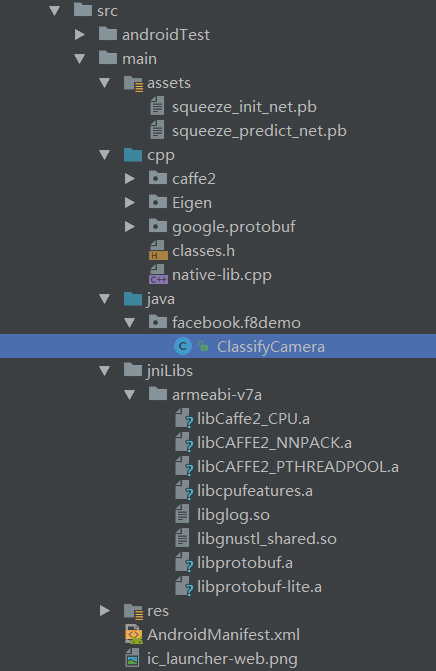 src
androidTest
main
assets
squeeze_init_net.pb
squeeze_predict_net.pb
cpp
caffe2
Eigen
google.protobuf
classes.h
native-lib.cpp
java
facebook.f8demo
ClassifyCamera
jniLibs
armeabi-v7a
libCaffe2_CPU.a
libCAFFE2_NNPACK.a
libCAFFE2_PTHREADPOOL.a
libcpufeatures.a
libglog.so
libgnustl_shared.so
libprotobuf.a
libprotobuf-lite.a
res
AndroidManifest.xml
ic_launcher-web.png